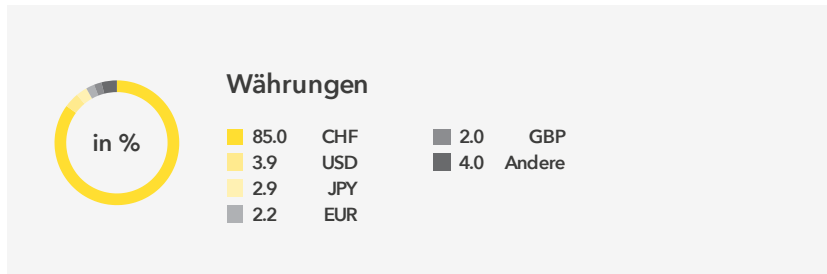 in %
Währungen
85.0 CHF
3.9 USD
2.9 JPY
2.2 EUR
2.0 GBP
4.0 Andere